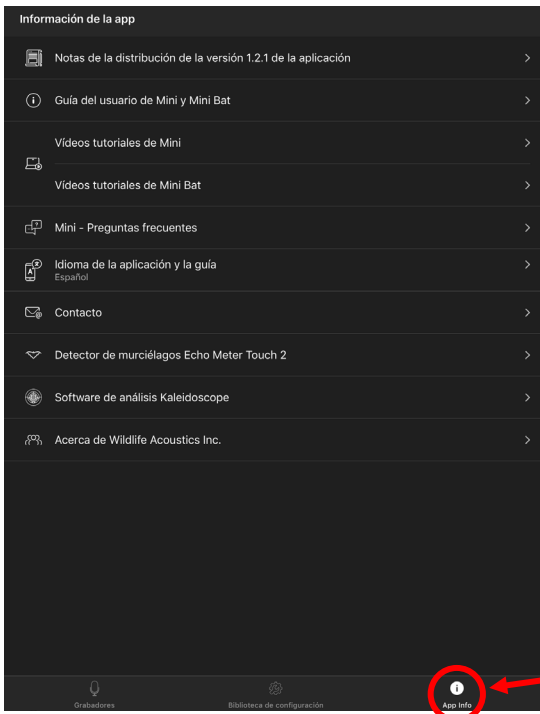 Información de la app
Notas de la distribución de la versión 1.2.1 de la aplicación
Guía del usuario de Mini y Mini Bat
Vídeos tutoriales de Mini
Vídeos tutoriales de Mini Bat
Mini - Preguntas frecuentes
Idioma de la aplicación y la guía
Español
Contacto
Detector de murciélagos Echo Meter Touch 2
Software de análisis Kaleidoscope
Acerca de Wildlife Acoustics Inc.
Grabadores
Biblioteca de configuración
App Info